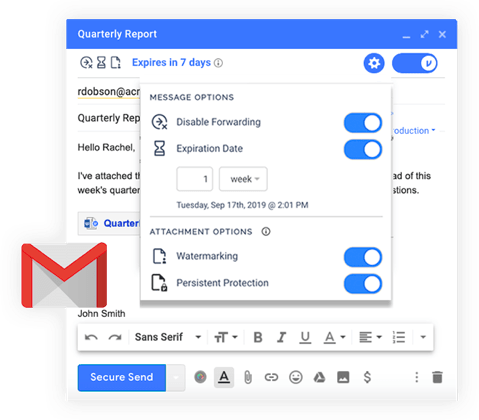 Quarterly Report
Expires in 7 days
rdobson@ac
MESSAGE OPTIONS
Quarterly Rep
Disable Forwarding
roduction
Hello Rachel,
Expiration Date
I've attached th
ad of this
week's quarter
1 week
stions.
Tuesday, Sep 17th, 2019 @ 2:01 PM
Quarterl
ATTACHMENT OPTIONS
Watermarking
Persistent Protection
John Smith
Sans Serif
B I U A
Secure Send
A
$